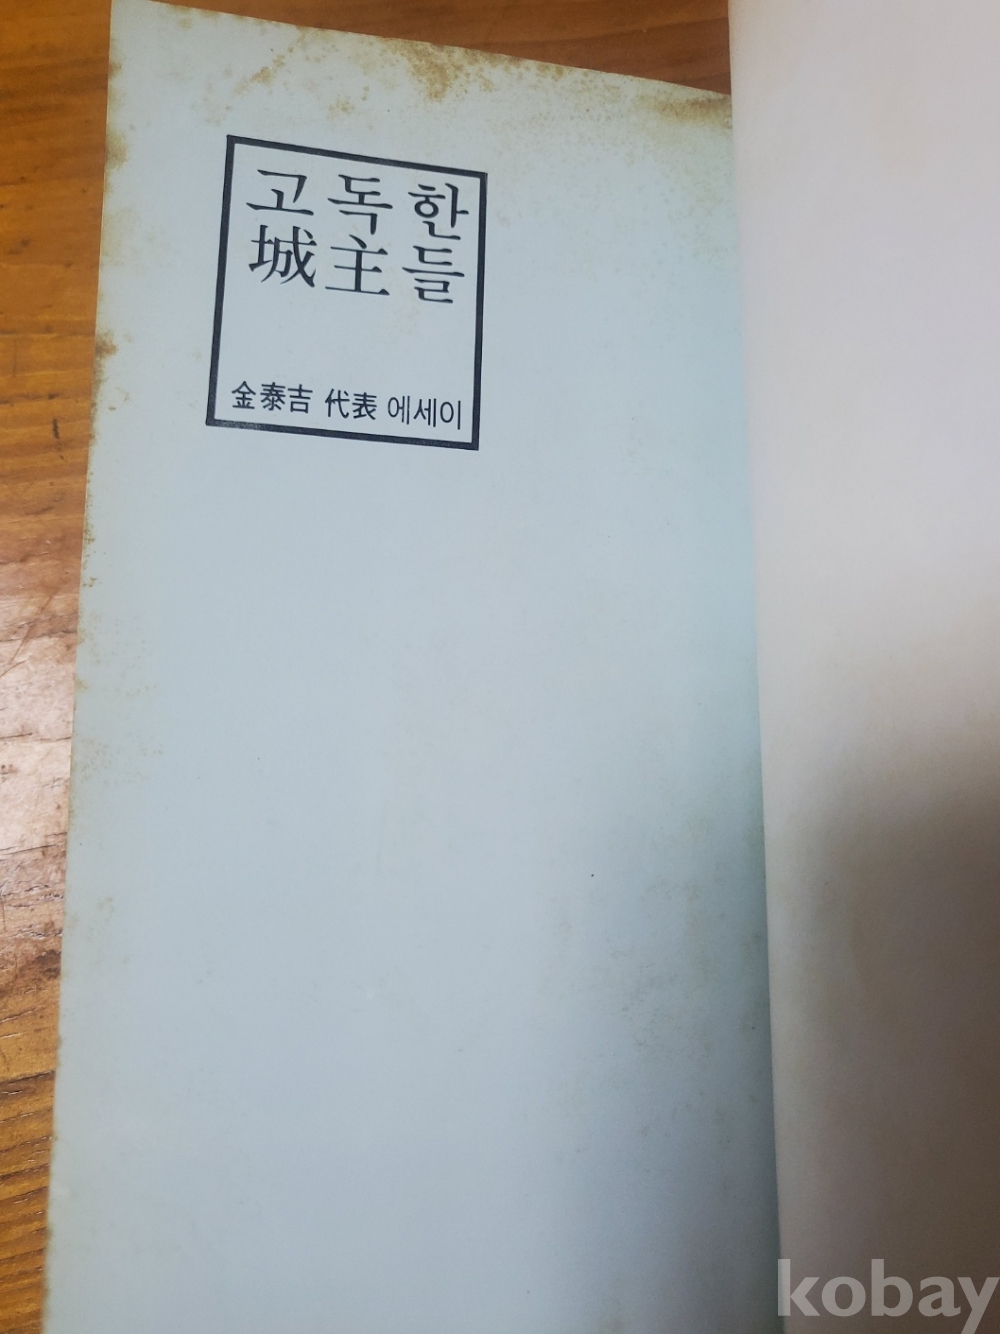 고독한
城主들
金泰吉 代表 에세이
kobay